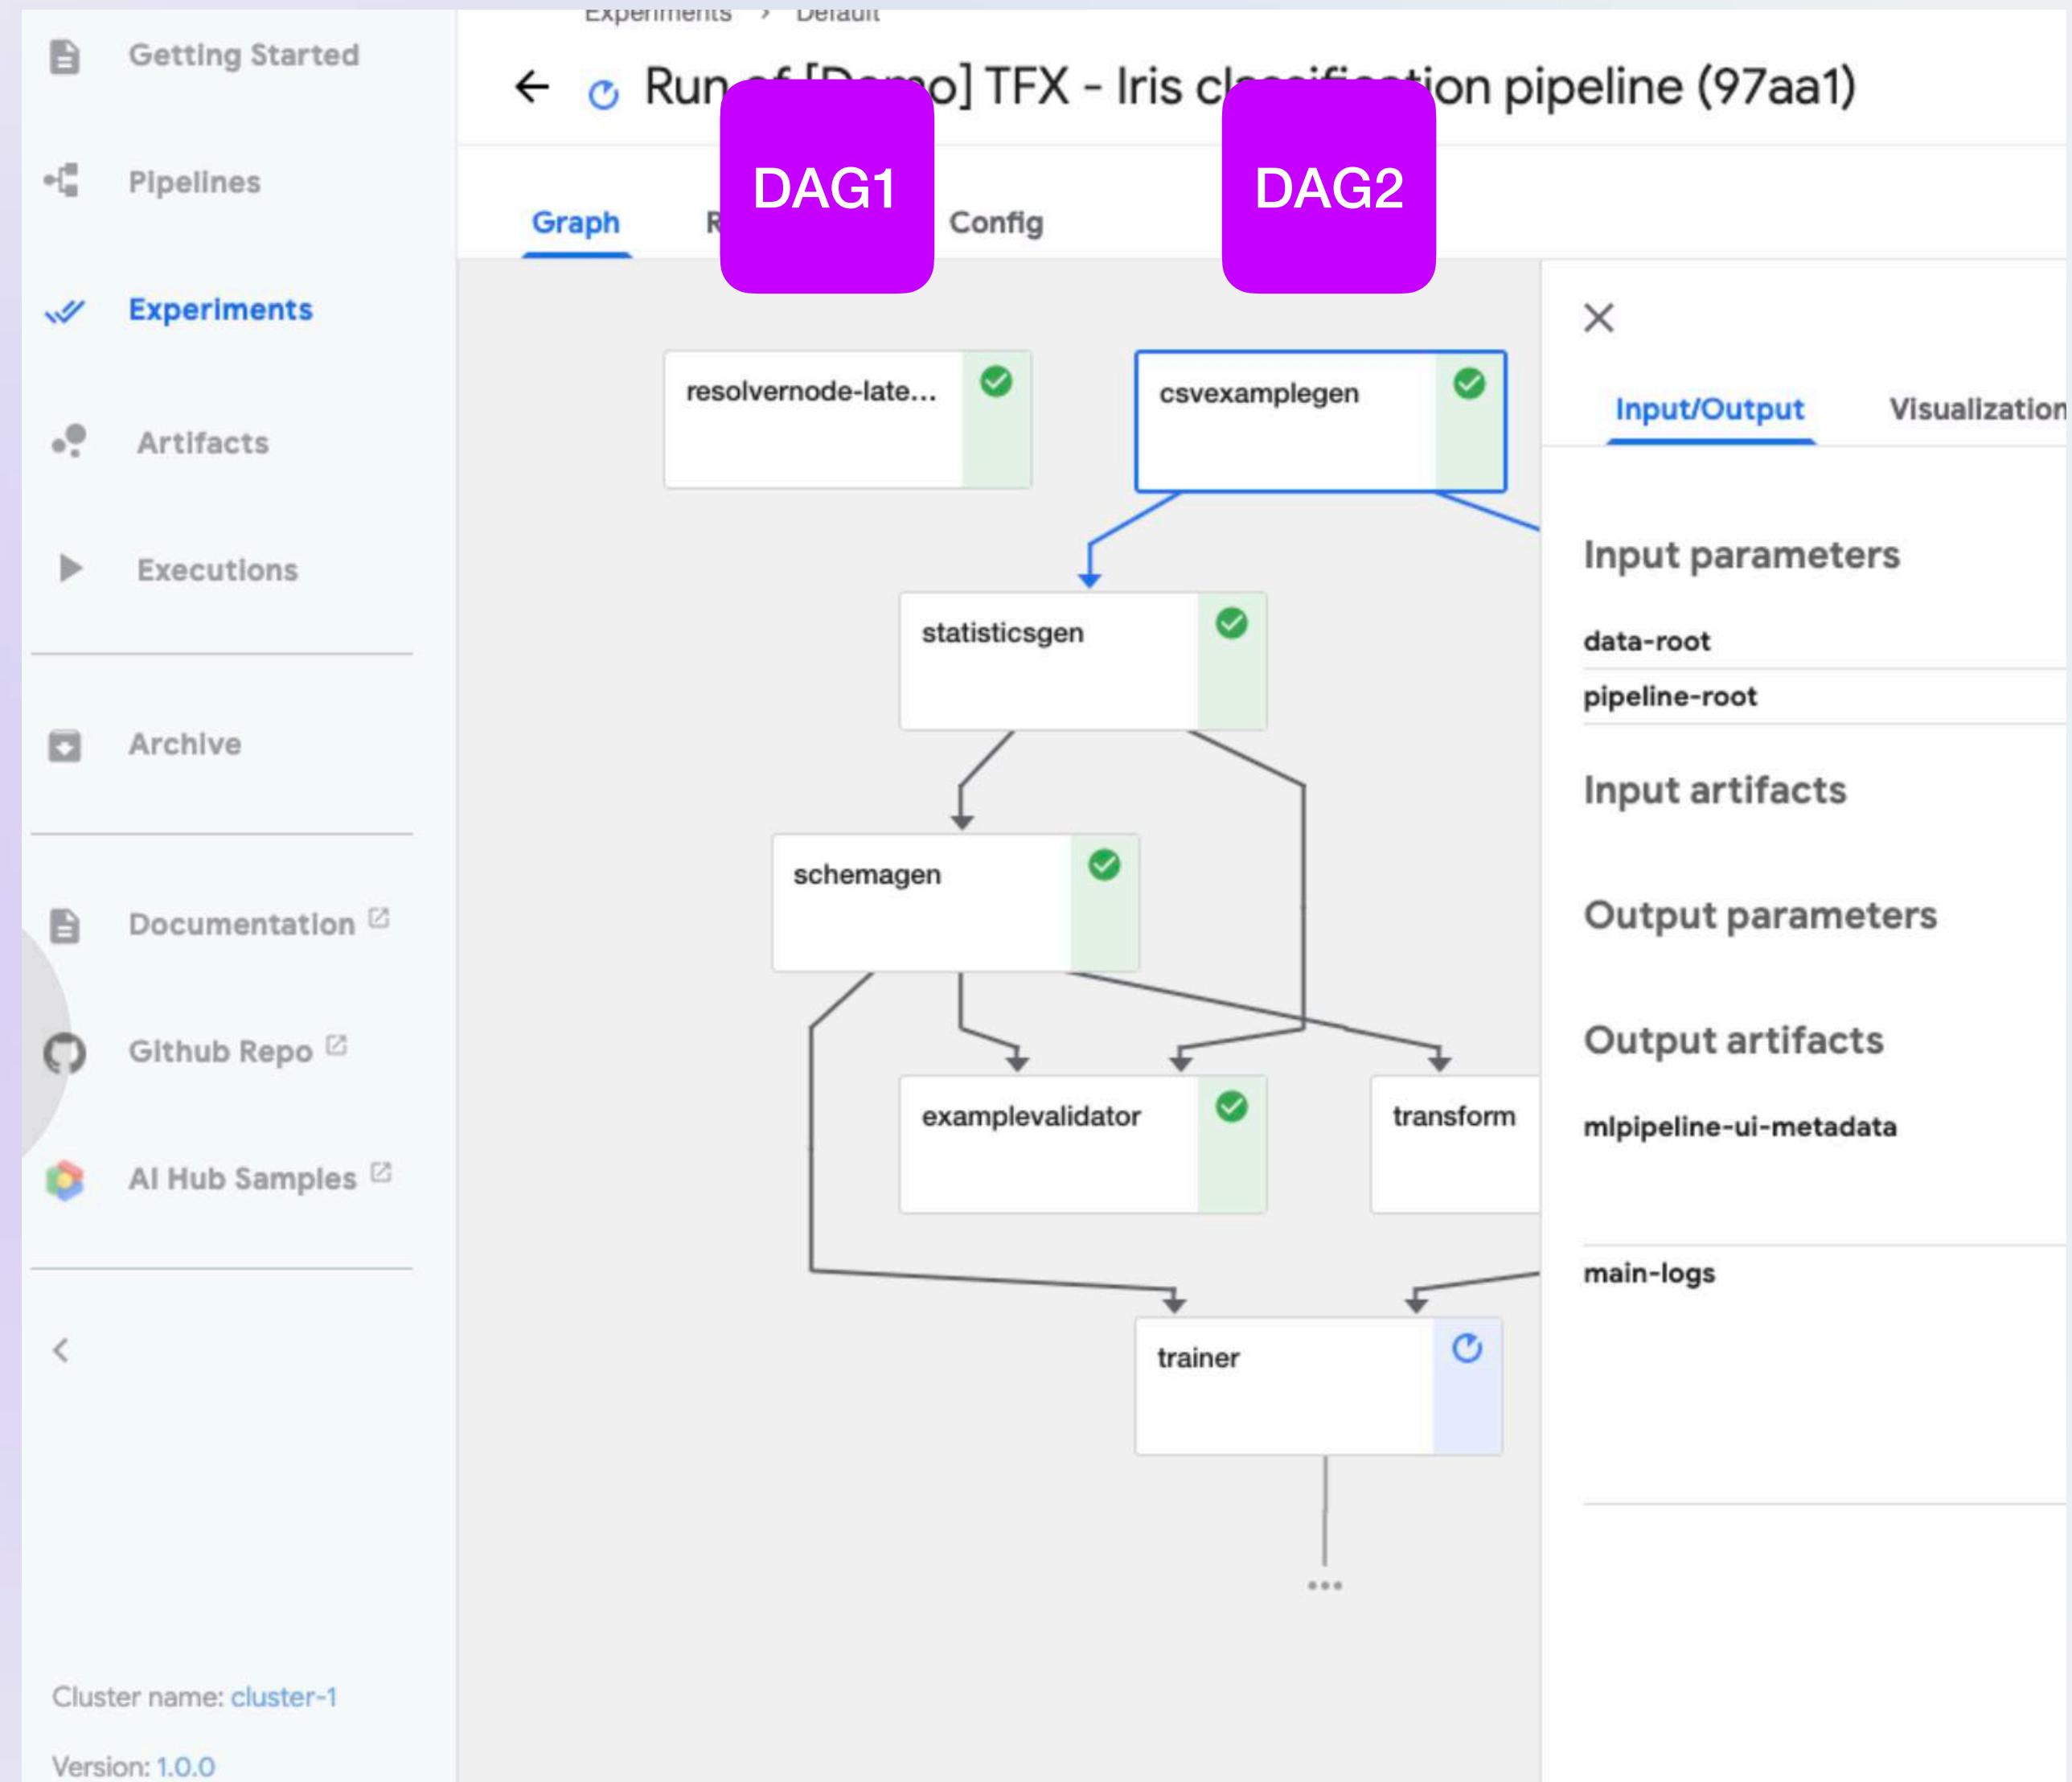 Getting Started
Pipelines
Experiments
Artifacts
Executions
Archive
Documentation
Github Repo
AI Hub Samples
Cluster name: cluster-1
Version: 1.0.0
Experiments > Default
Run of [Demo] TFX - Iris classification pipeline (97aa1)
DAG1
DAG2
Graph
Config
resolvernode-late...
csvexamplegen
statisticsgen
schemagen
examplevalidator
transform
trainer
...
Input/Output
Visualization
Input parameters
data-root
pipeline-root
Input artifacts
Output parameters
Output artifacts
mlpipeline-ui-metadata
main-logs